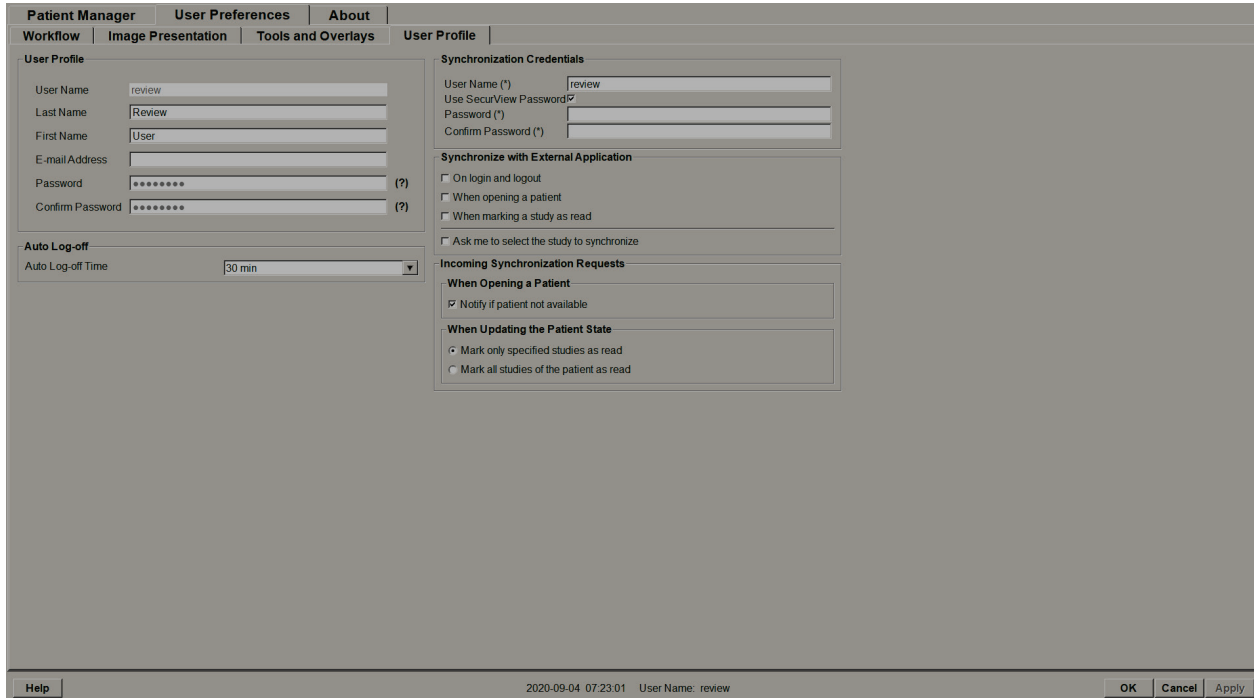 Patient Manager User Preferences About
Workflow Image Presentation Tools and Overlays User Profile
User Profile
User Name review
Last Name Review
First Name User
E-mail Address
Password ●●●●●●●● (?)
Confirm Password ●●●●●●●● (?)
Auto Log-off
Auto Log-off Time 30 min
Synchronization Credentials
User Name (*) review
Use SecurView Password
Password (*)
Confirm Password (*)
Synchronize with External Application
On login and logout
When opening a patient
When marking a study as read
Ask me to select the study to synchronize
Incoming Synchronization Requests
When Opening a Patient
Notify if patient not available
When Updating the Patient State
Mark only specified studies as read
Mark all studies of the patient as read
Help 2020-09-04 07:23:01 User Name: review OK Cancel Apply